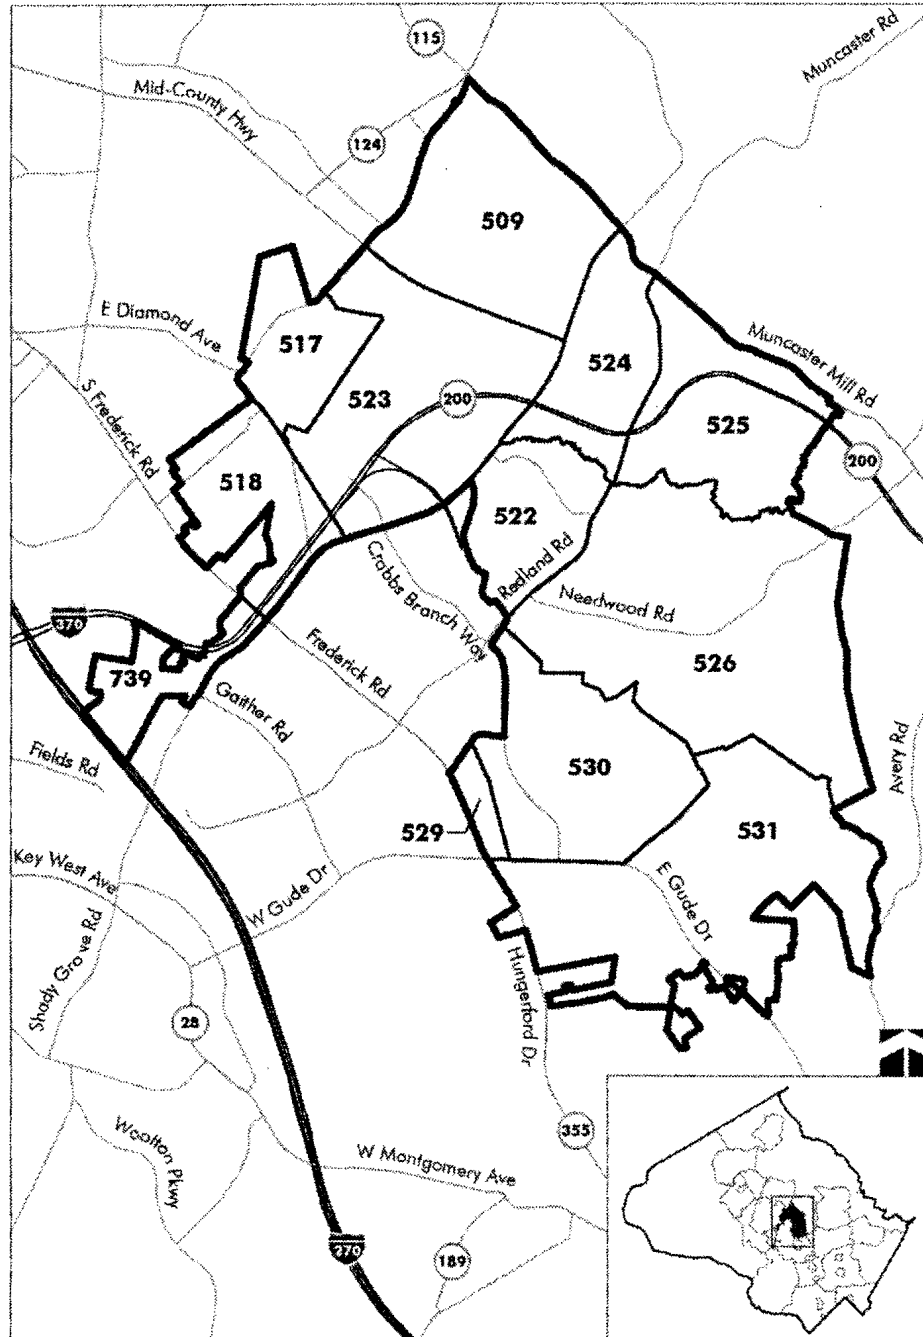 115
Muncaster Rd
Mid-County Hwy
124
509
E Diamond Ave
517
524
Muncaster Mill Rd
S Frederick Rd
523
200
525
200
518
522
Crabbs Branch Way
Redland Rd
Needwood Rd
370
Frederick Rd
526
739
Gaither Rd
Avery Rd
Fields Rd
530
529
531
Key West Ave
W Gude Dr
E Gude Dr
Shady Grove Rd
Hungerford Dr
28
355
Wootton Pkwy
W Montgomery Ave
270
189